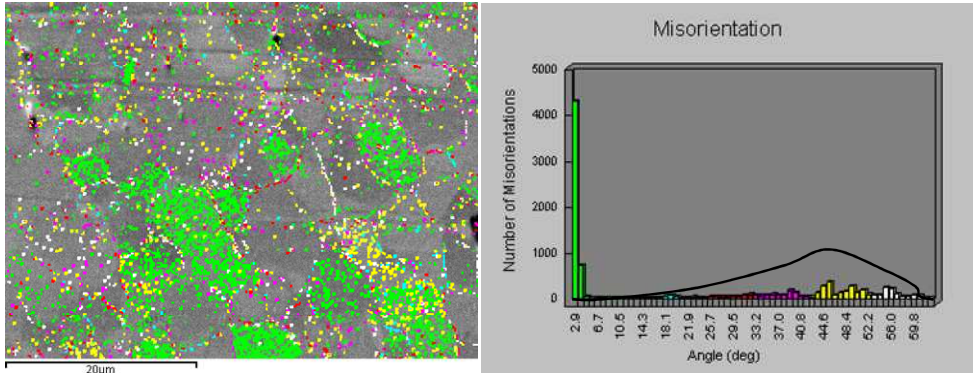 20um
Misorientation
Number of Misorientations
5000
4000
3000
2000
1000
0
2.9 6.7 10.5 14.3 18.1 21.9 25.7 29.5 33.2 37.0 40.8 44.6 48.4 52.2 56.0 59.8
Angle (deg)